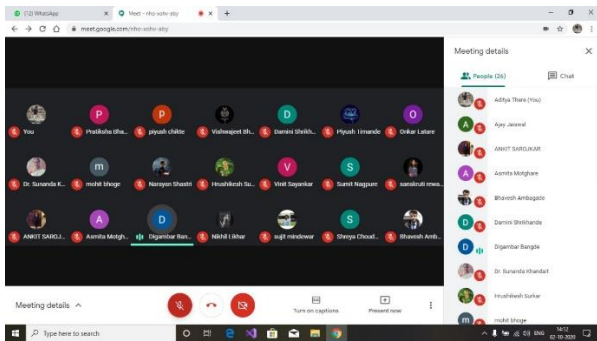 (12) WhatsApp
Meet - nho-xohv-aby
meet.google.com/nho-xohv-aby
Meeting details
People (26)
Chat
You
Pratiksha Bha...
piyush chikte
Vishwajeet Bh...
Damini Shrikh...
Piyush Timande
Onkar Latare
Dr. Sunanda K...
mohit bhoge
Narayan Shastri
Hrushikesh Su...
Vinit Sayankar
Sumit Nagpure
sanskruti mwa...
ANKIT SAROJ...
Asmita Motgh...
Digambar Ban...
Nikhil Likhar
sujit mindewar
Shreya Choud...
Bhavesh Amb...
P
P
D
O
m
V
S
A
D
S
Aditya Thare (You)
A
Ajay Jaiswal
ANKIT SAROJKAR
A
Asmita Motghare
Bhavesh Ambagade
D
Damini Shrikhande
D
Digambar Bangde
Dr. Sunanda Khandait
Hrushikesh Surkar
m
mohit bhoge
Meeting details
Turn on captions
Present now
Type here to search
ENG
14:12
02-10-2020